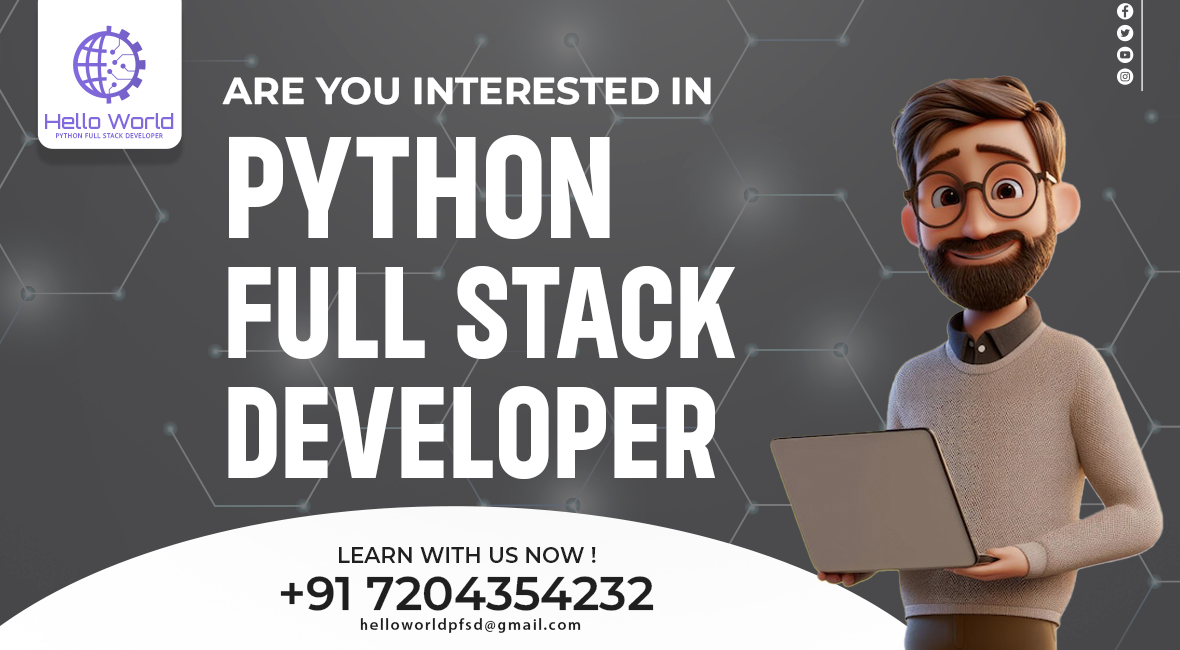 Hello World
PYTHON FULL STACK DEVELOPER
ARE YOU INTERESTED IN
PYTHON
FULL STACK
DEVELOPER
LEARN WITH US NOW !
+91 7204354232
helloworldpfsd@gmail.com